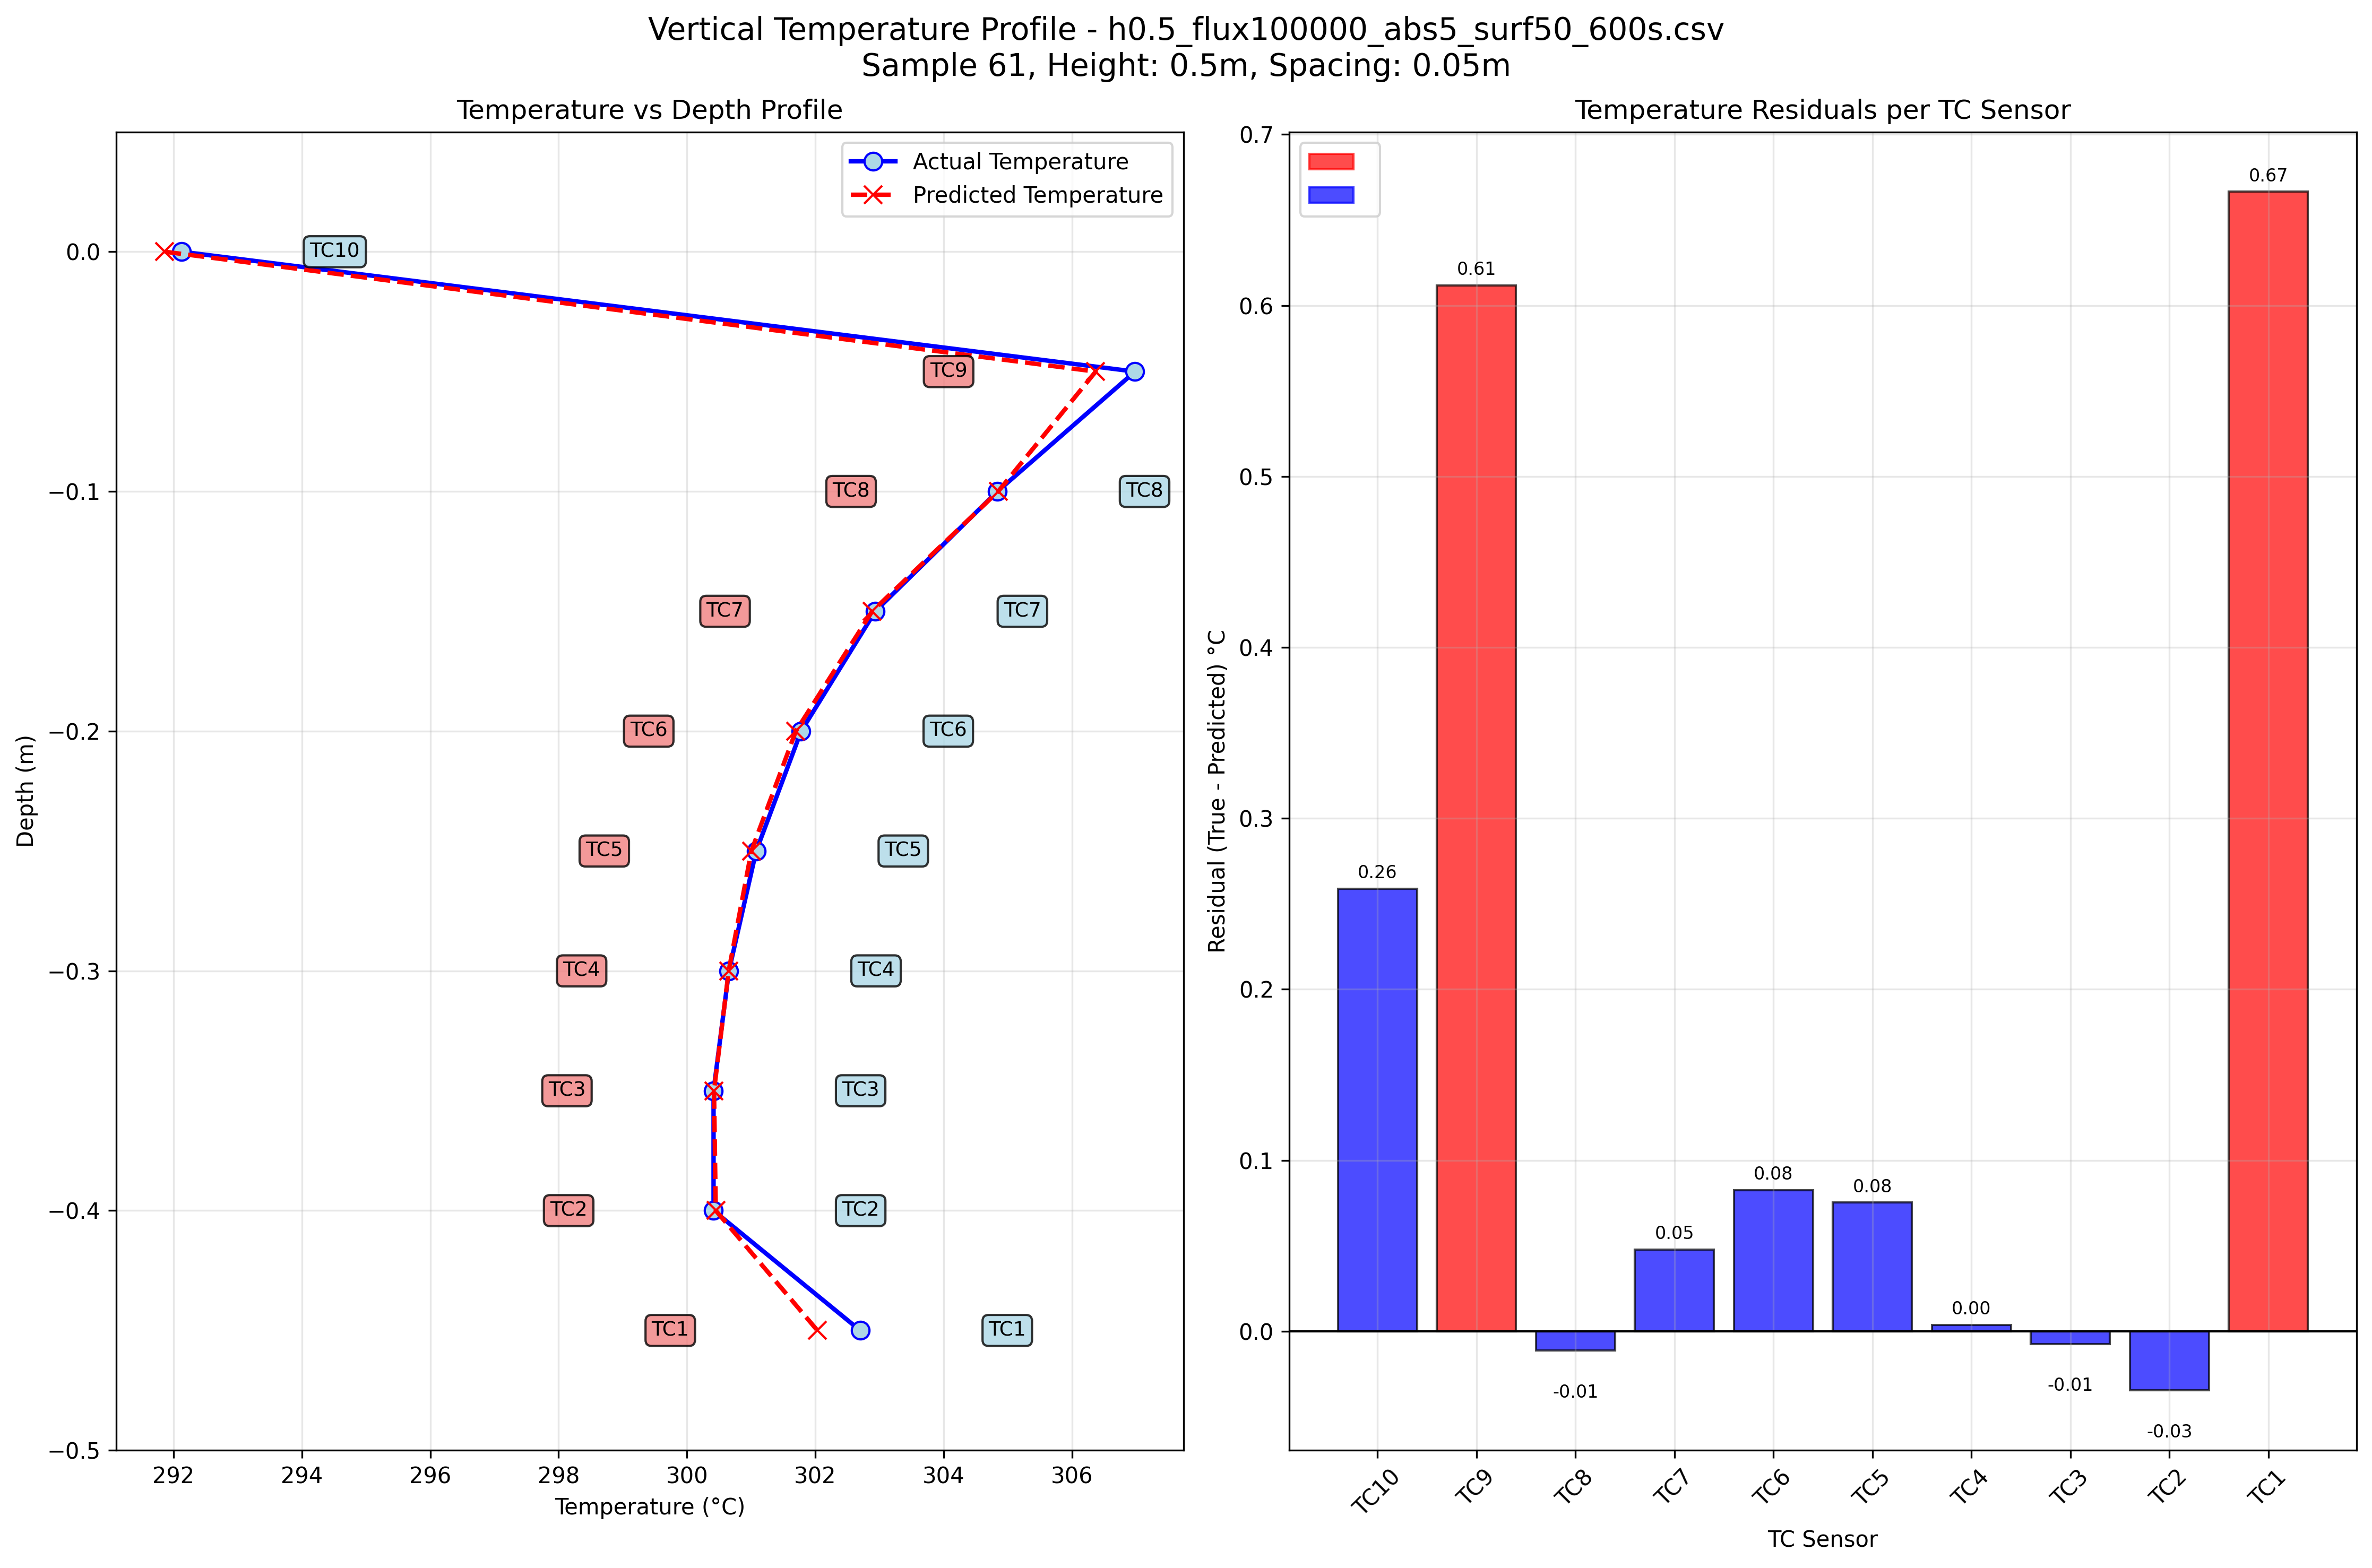 Vertical Temperature Profile - h0.5_flux100000_abs5_surf50_600s.csv
Sample 61, Height: 0.5m, Spacing: 0.05m
Temperature vs Depth Profile
Actual Temperature
Predicted Temperature
TC10
TC9
TC8
TC8
TC7
TC7
TC6
TC6
TC5
TC5
TC4
TC4
TC3
TC3
TC2
TC2
TC1
TC1
0.0
−0.1
−0.2
−0.3
−0.4
−0.5
Depth (m)
292 294 296 298 300 302 304 306
Temperature (°C)
Temperature Residuals per TC Sensor
0.7
0.6
0.5
0.4
0.3
0.2
0.1
0.0
Residual (True - Predicted) °C
0.26
0.61
-0.01
0.05
0.08
0.08
0.00
-0.01
-0.03
0.67
TC10 TC9 TC8 TC7 TC6 TC5 TC4 TC3 TC2 TC1
TC Sensor